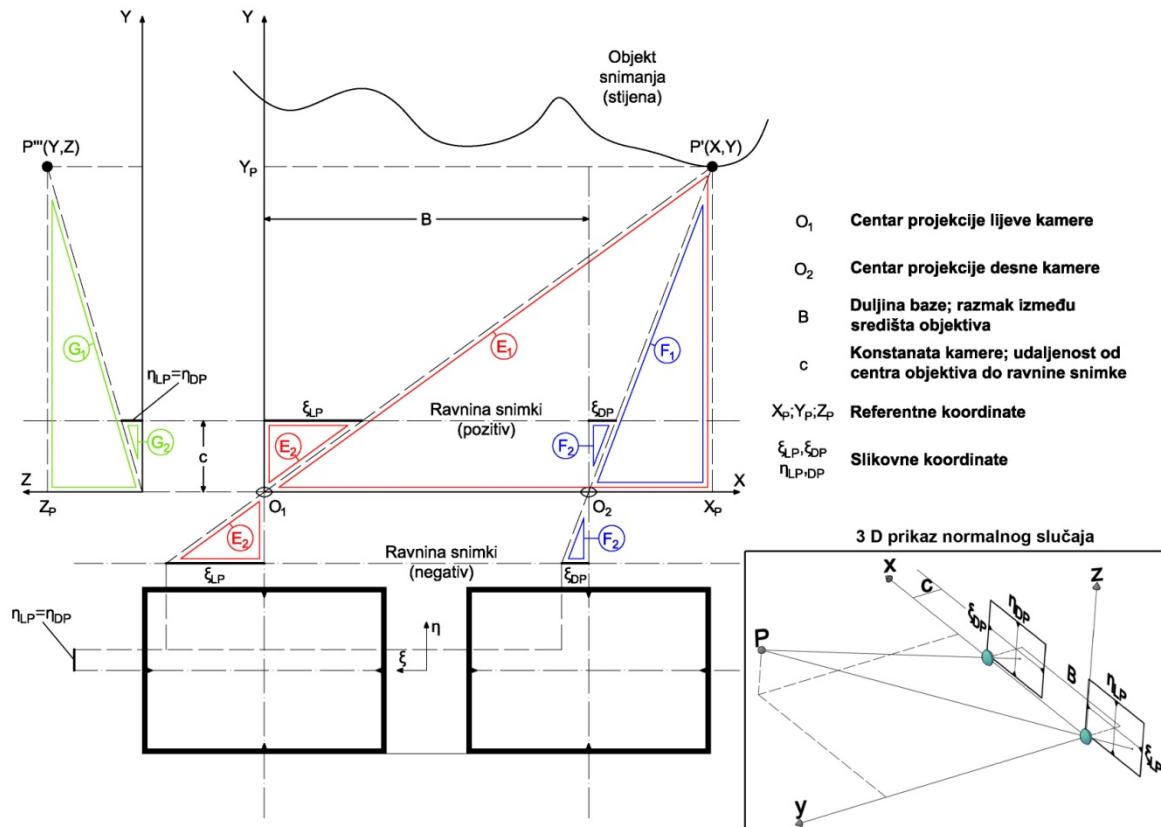 Y
Y
Objekt
snimanja
(stijena)
P'''(Y,Z)
Y_P
P'(X,Y)
B
E₁
F₁
G₁
η_LP=η_DP
G₂
c
ξ_LP
E₂
Ravnina snimki
(pozitiv)
ξ_DP
F₂
Z
Z_P
O₁
O₂
X_P
X
E₂
F₂
Ravnina snimki
(negativ)
ξ_LP
ξ_DP
η_LP=η_DP
η
ξ
O₁ Centar projekcije lijeve kamere
O₂ Centar projekcije desne kamere
B Duljina baze; razmak između
središta objektiva
c Konstanata kamere; udaljenost od
centra objektiva do ravnine snimke
X_P;Y_P;Z_P Referentne koordinate
ξ_LP,ξ_DP
η_LP,DP Slikovne koordinate
3 D prikaz normalnog slučaja
x
c
z
ξ_DP
η_DP
P
B
η_LP
ξ_LP
y